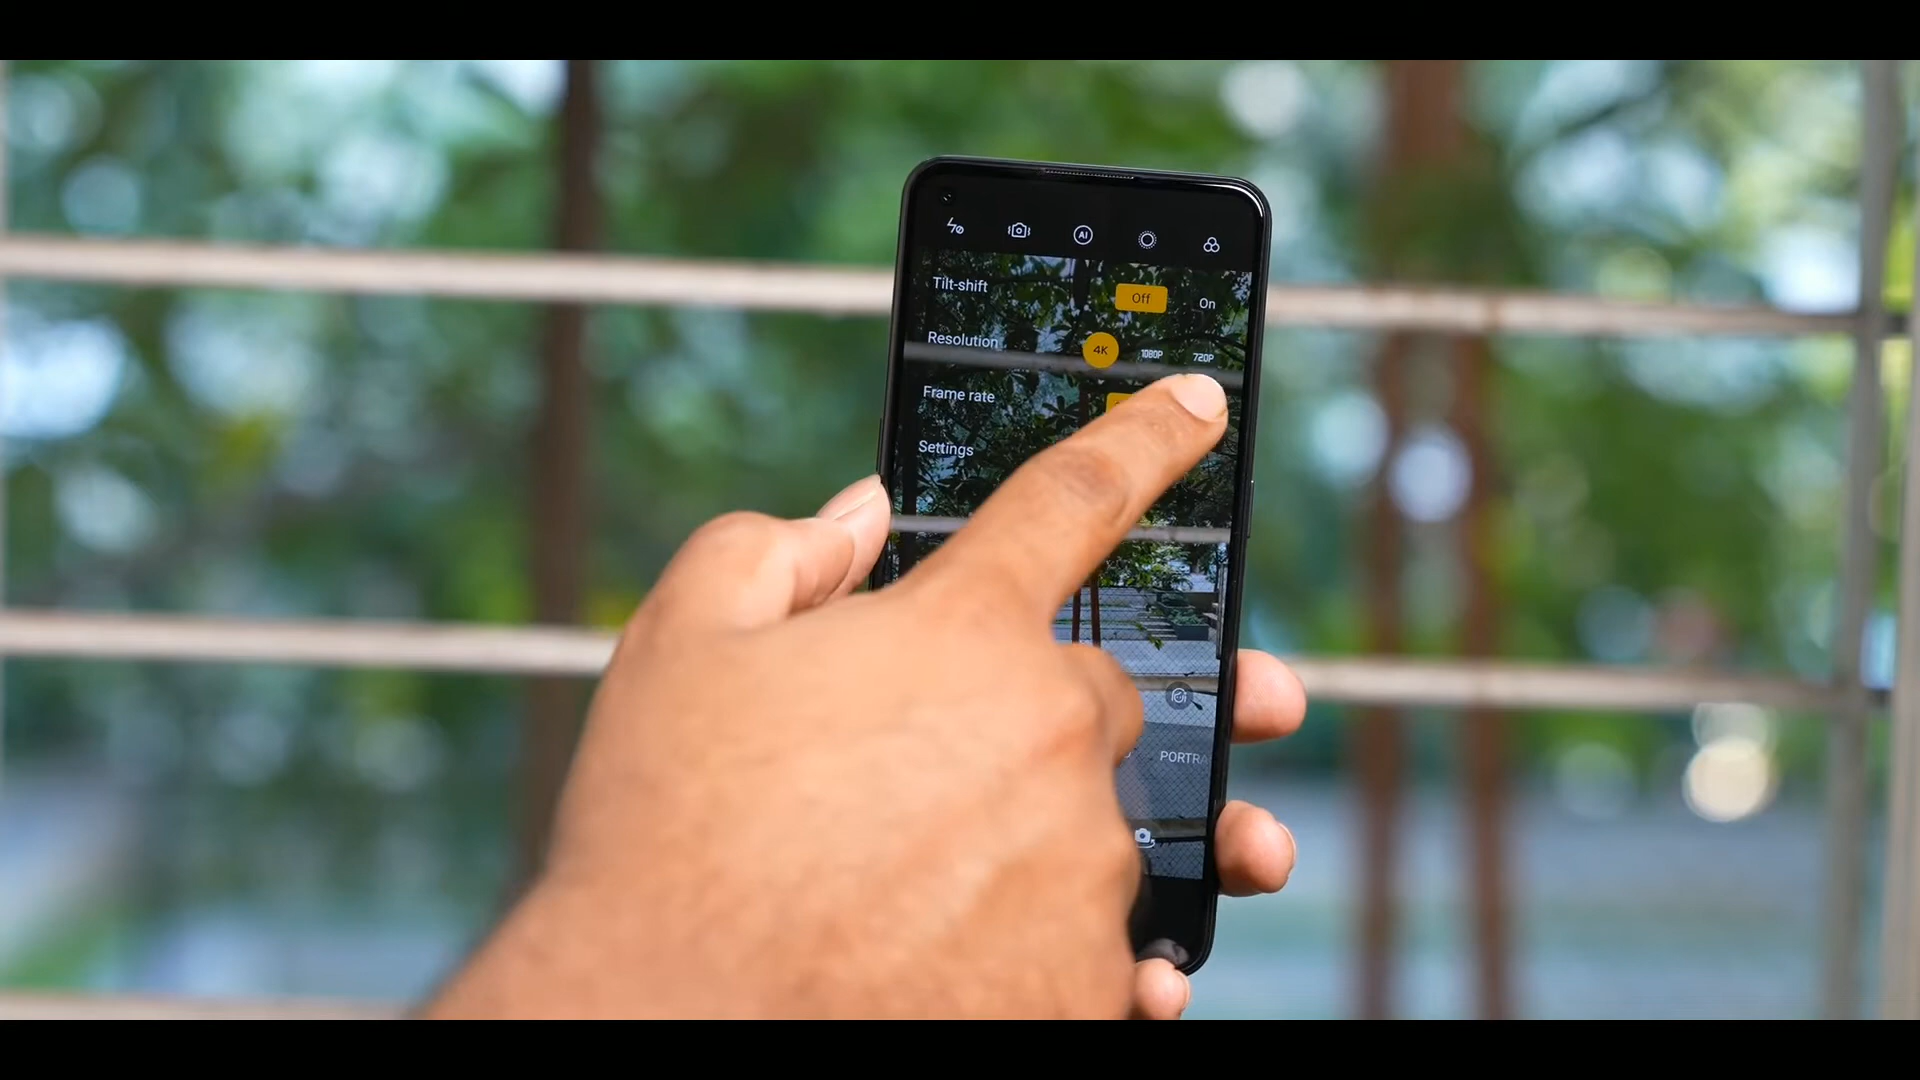 AI
Tilt-shift Off On
Resolution 4K 1080P 720P
Frame rate
Settings
PORTRA